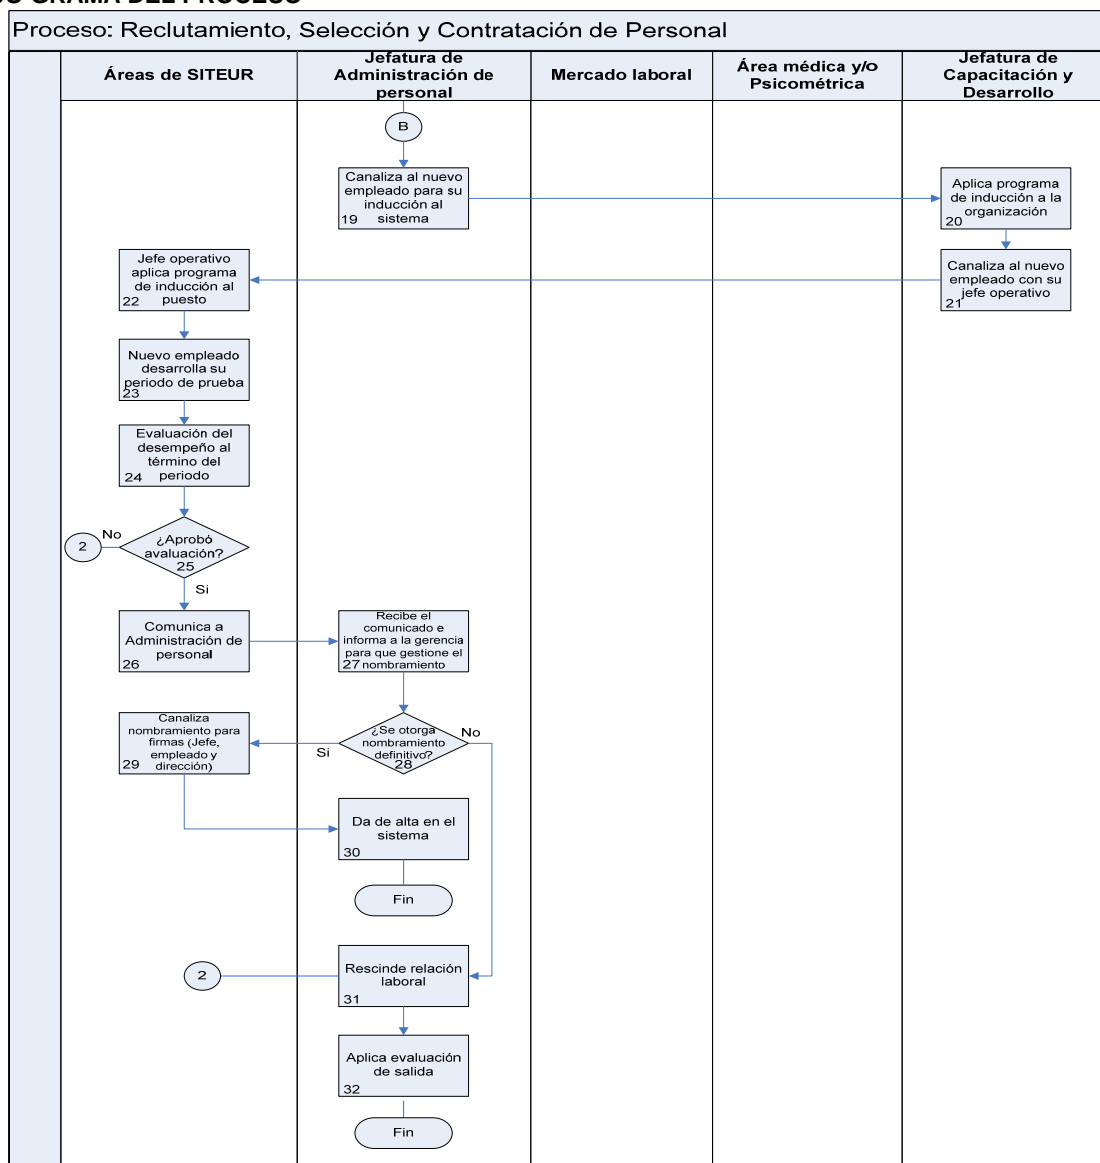 GRAMA DEL PROCESO
Proceso: Reclutamiento, Selección y Contratación de Personal
Áreas de SITEUR
Jefatura de
Administración de
personal
Mercado laboral
Área médica y/o
Psicométrica
Jefatura de
Capacitación y
Desarrollo
B
Canaliza al nuevo
empleado para su
inducción al
sistema
19
Aplica programa
de inducción a la
organización
20
Canaliza al nuevo
empleado con su
jefe operativo
21
Jefe operativo
aplica programa
de inducción al
puesto
22
Nuevo empleado
desarrolla su
periodo de prueba
23
Evaluación del
desempeño al
término del
periodo
24
¿Aprobó
avaluación?
25
No
2
Si
Comunica a
Administración de
personal
26
Recibe el
comunicado e
informa a la gerencia
para que gestione el
nombramiento
27
¿Se otorga
nombramiento
definitivo?
28
No
Si
Canaliza
nombramiento para
firmas (Jefe,
empleado y
dirección)
29
Da de alta en el
sistema
30
Fin
Rescinde relación
laboral
31
2
Aplica evaluación
de salida
32
Fin